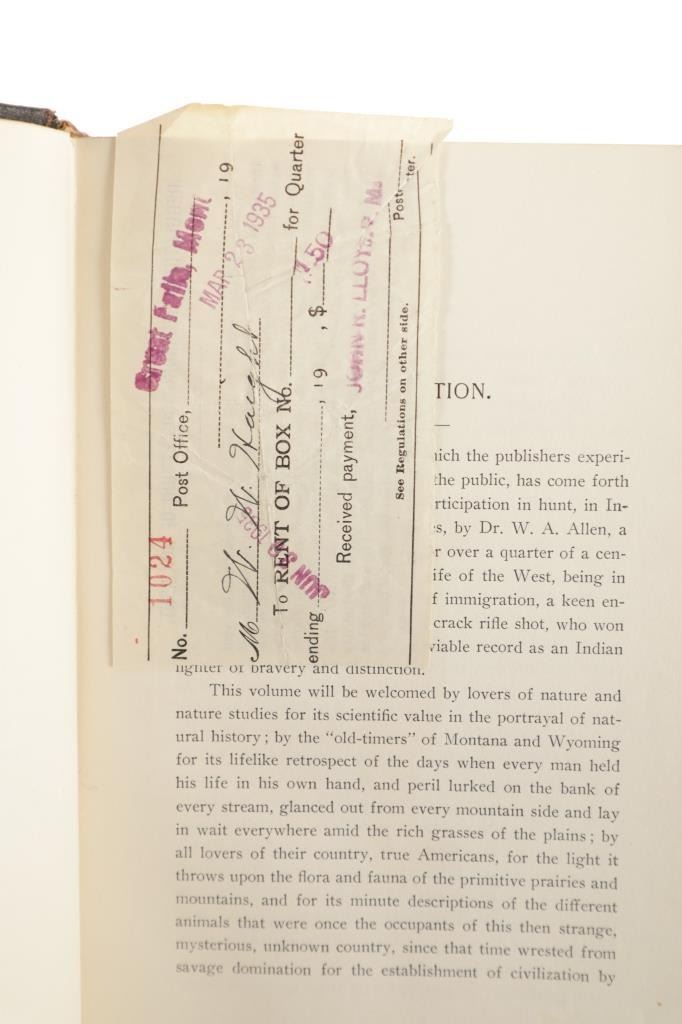 No. 1024 Post Office, Great Falls, Mont
MAR 23 1935, 19
M W. W. Haight
To RENT OF BOX No. for Quarter
ending JUN 30 1935, 19 , $ .50
Received payment, JOHN K. LLOYD. P. M.
Postmaster.
See Regulations on other side.
TION.
hich the publishers experi-
the public, has come forth
rticipation in hunt, in In-
s, by Dr. W. A. Allen, a
r over a quarter of a cen-
ife of the West, being in
f immigration, a keen en-
crack rifle shot, who won
viable record as an Indian
fighter of bravery and distinction.
This volume will be welcomed by lovers of nature and
nature studies for its scientific value in the portrayal of nat-
ural history; by the "old-timers" of Montana and Wyoming
for its lifelike retrospect of the days when every man held
his life in his own hand, and peril lurked on the bank of
every stream, glanced out from every mountain side and lay
in wait everywhere amid the rich grasses of the plains; by
all lovers of their country, true Americans, for the light it
throws upon the flora and fauna of the primitive prairies and
mountains, and for its minute descriptions of the different
animals that were once the occupants of this then strange,
mysterious, unknown country, since that time wrested from
savage domination for the establishment of civilization by